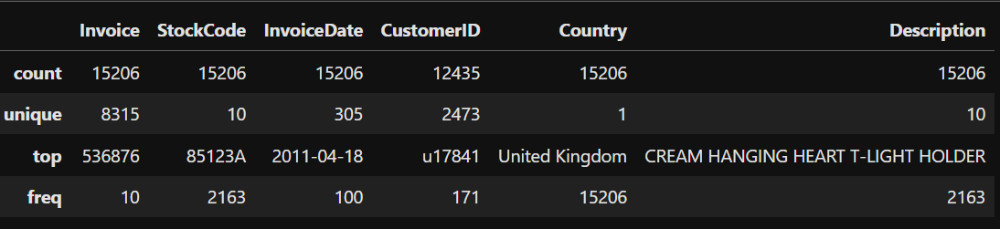 Invoice StockCode InvoiceDate CustomerID Country Description
count 15206 15206 15206 12435 15206 15206
unique 8315 10 305 2473 1 10
top 536876 85123A 2011-04-18 u17841 United Kingdom CREAM HANGING HEART T-LIGHT HOLDER
freq 10 2163 100 171 15206 2163